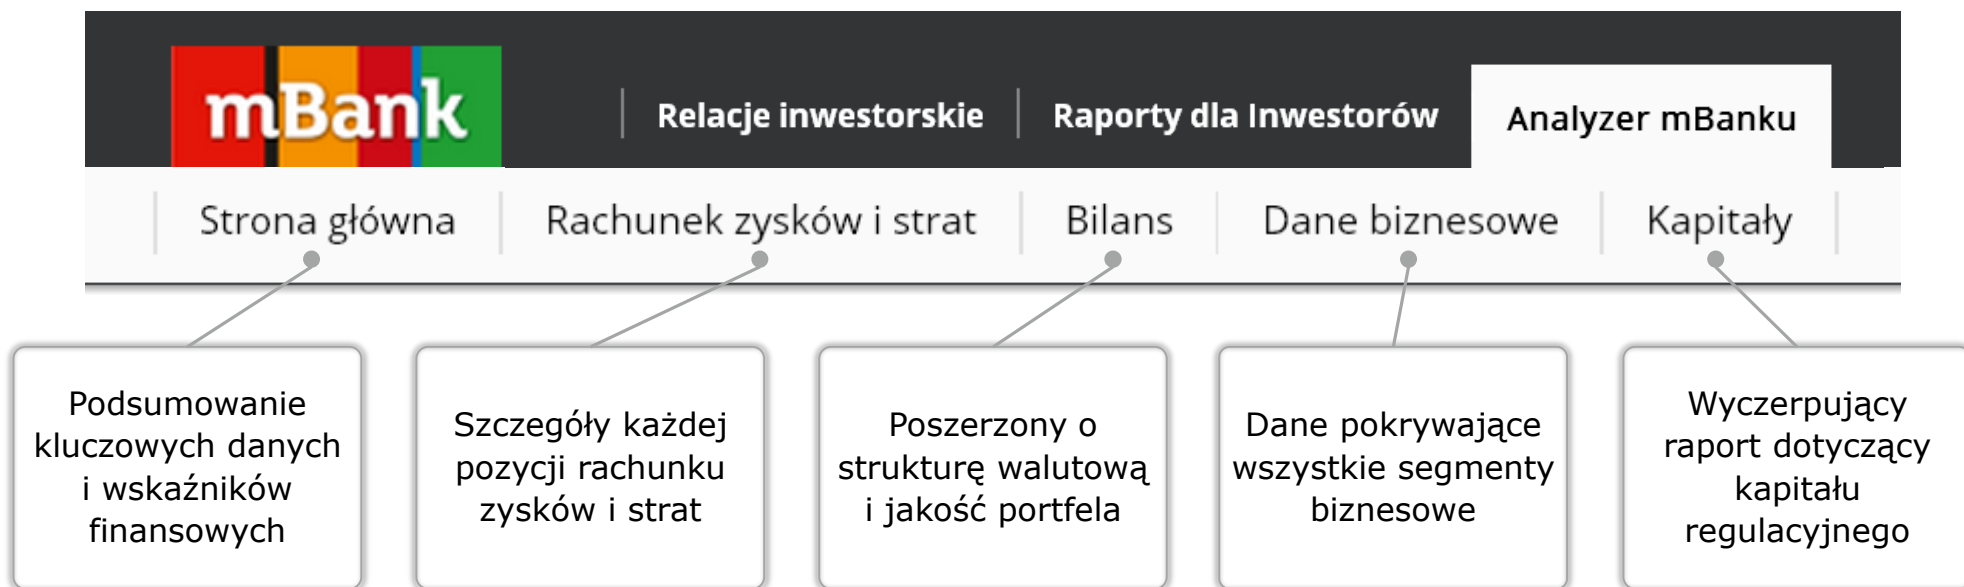 mBank
Relacje inwestorskie
Raporty dla Inwestorów
Analyzer mBanku
Strona główna
Rachunek zysków i strat
Bilans
Dane biznesowe
Kapitały
Podsumowanie
kluczowych danych
i wskaźników
finansowych
Szczegóły każdej
pozycji rachunku
zysków i strat
Poszerzony o
strukturę walutową
i jakość portfela
Dane pokrywające
wszystkie segmenty
biznesowe
Wyczerpujący
raport dotyczący
kapitału
regulacyjnego